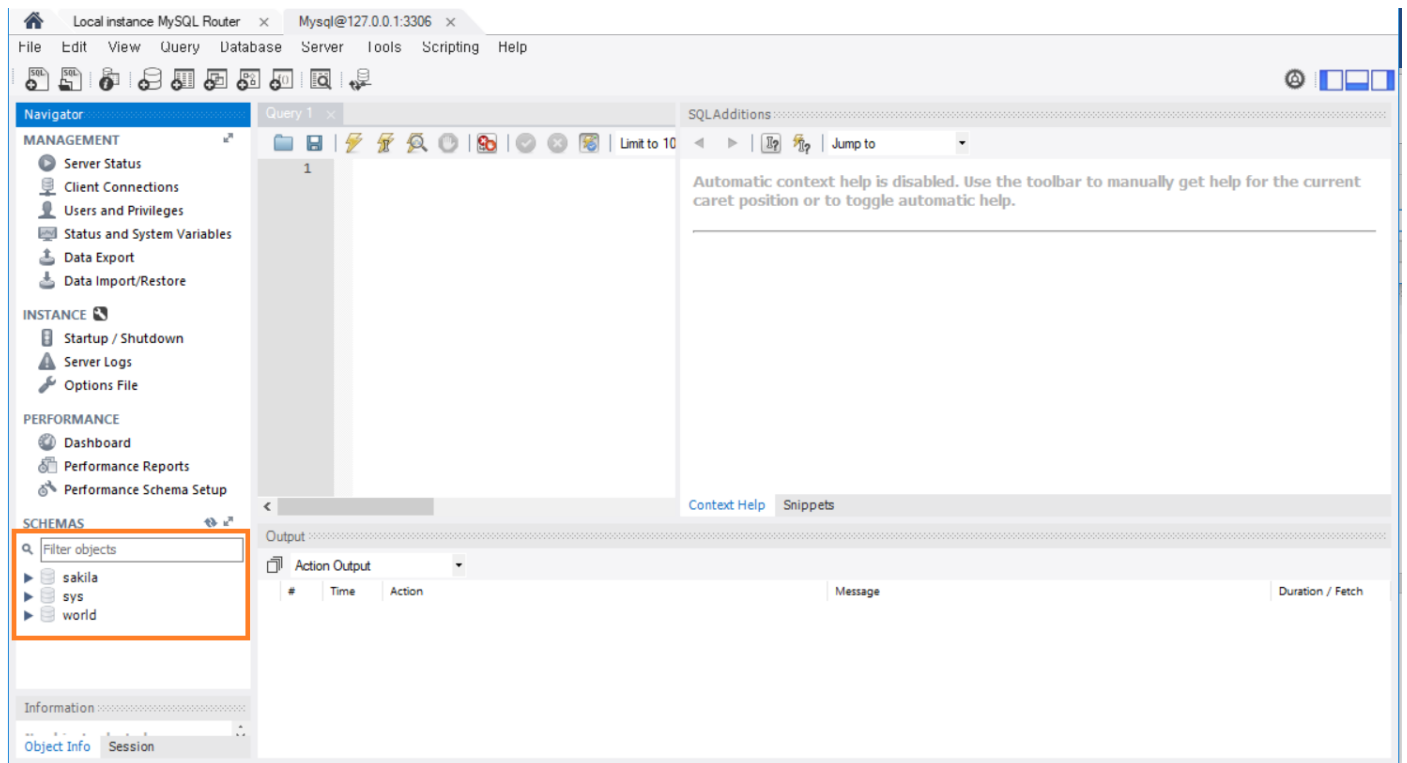 Local instance MySQL Router
Mysql@127.0.0.1:3306
File Edit View Query Database Server Tools Scripting Help
SQL SQL
Navigator
MANAGEMENT
Server Status
Client Connections
Users and Privileges
Status and System Variables
Data Export
Data Import/Restore
INSTANCE
Startup / Shutdown
Server Logs
Options File
PERFORMANCE
Dashboard
Performance Reports
Performance Schema Setup
SCHEMAS
Filter objects
sakila
sys
world
Information
Object Info Session
Query 1
Limit to 10
1
SQLAdditions
Jump to
Automatic context help is disabled. Use the toolbar to manually get help for the current
caret position or to toggle automatic help.
Context Help Snippets
Output
Action Output
# Time Action Message Duration / Fetch